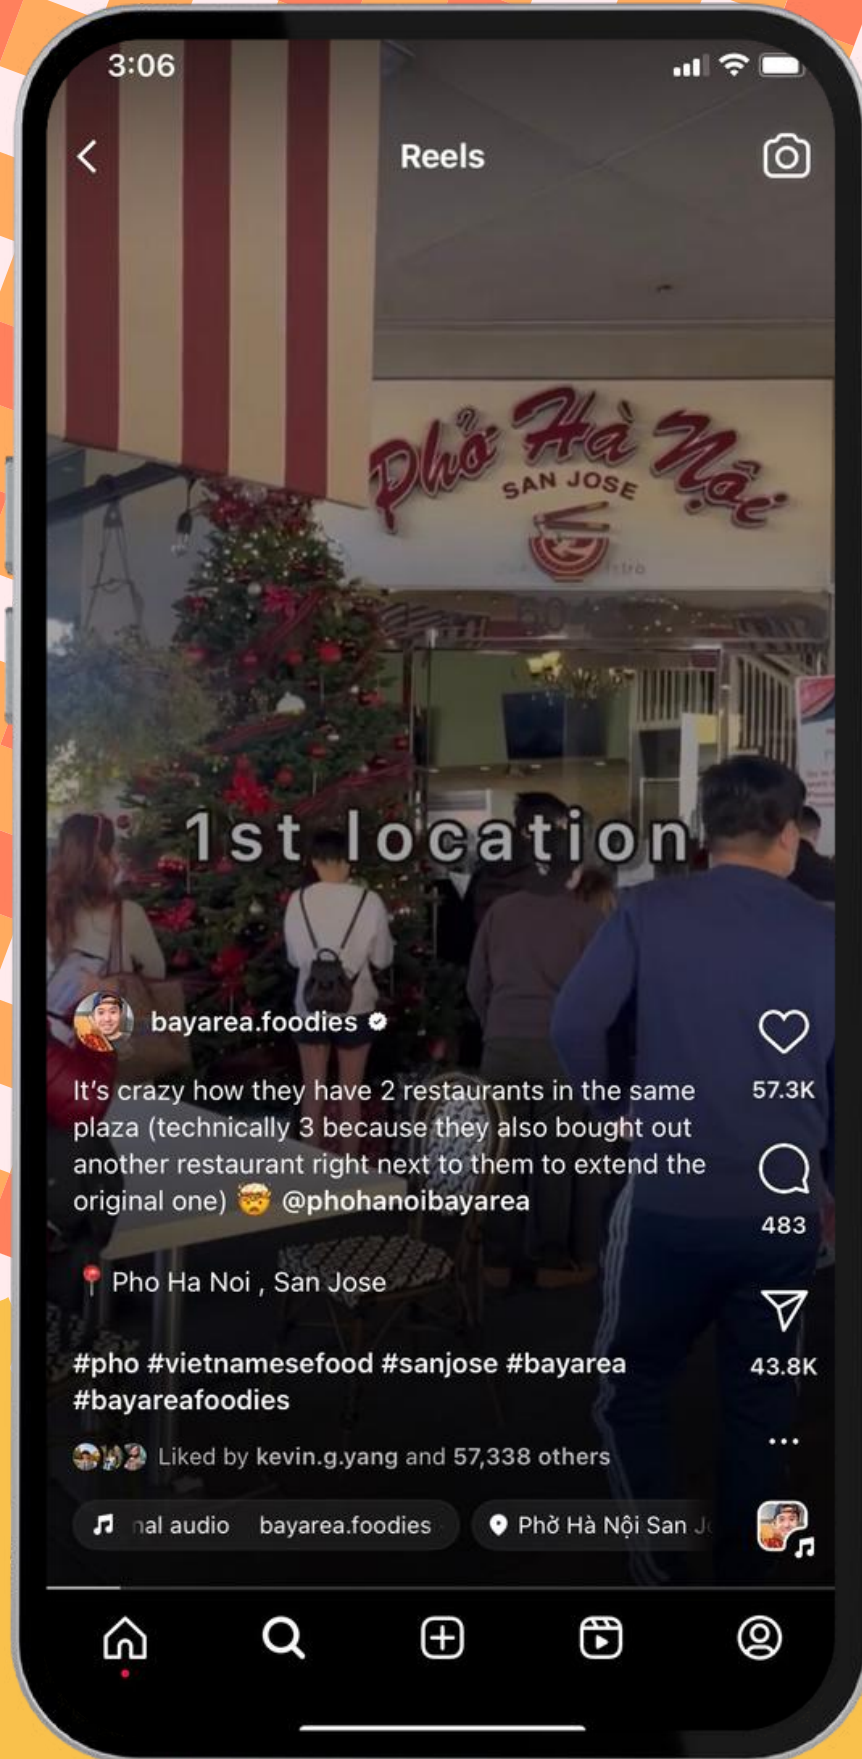 3:06
Reels
Phở Hà Nội
SAN JOSE
1st location
bayarea.foodies
It's crazy how they have 2 restaurants in the same
plaza (technically 3 because they also bought out
another restaurant right next to them to extend the
original one) 🤯 @phohanoibayarea
📍 Pho Ha Noi , San Jose
#pho #vietnamesefood #sanjose #bayarea
#bayareafoodies
Liked by kevin.g.yang and 57,338 others
nal audio bayarea.foodies
Phở Hà Nội San J
57.3K
483
43.8K